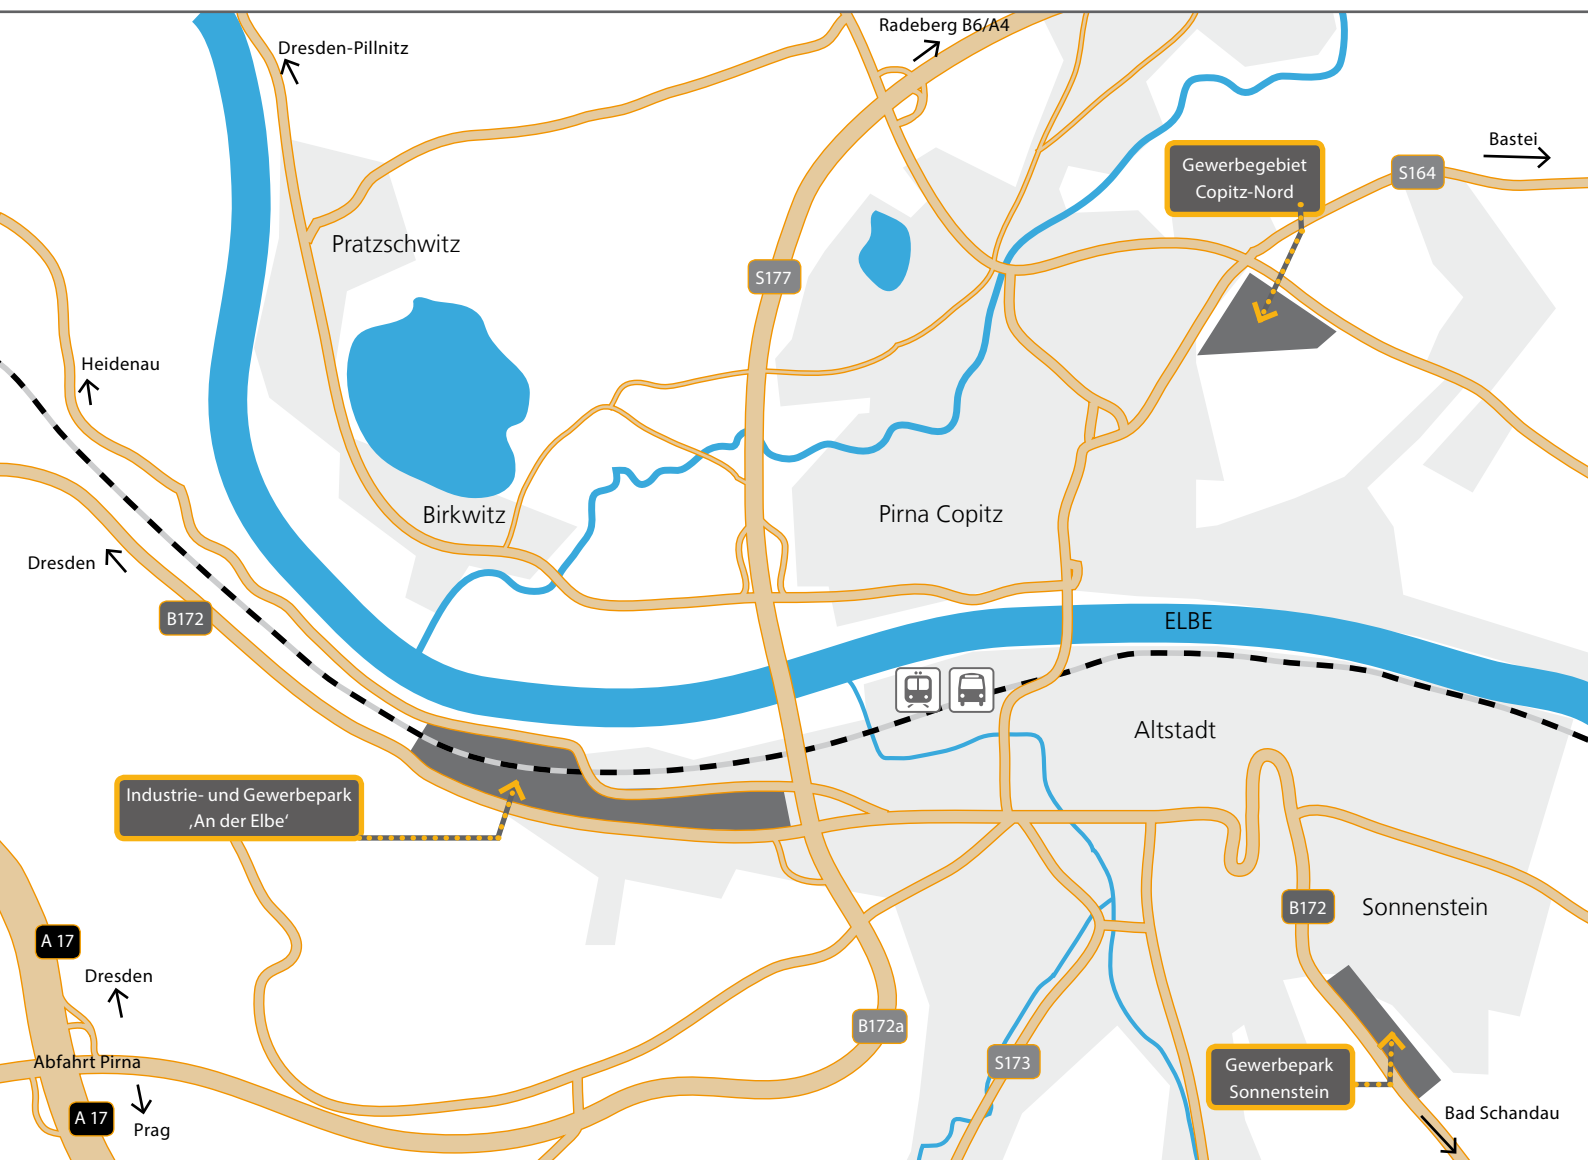 Radeberg B6/A4
Dresden-Pillnitz
Bastei
Gewerbegebiet
Copitz-Nord
S164
Pratzschwitz
S177
Heidenau
Birkwitz
Pirna Copitz
Dresden
B172
ELBE
Altstadt
Industrie- und Gewerbepark
‚An der Elbe‘
B172
Sonnenstein
A 17
Dresden
B172a
Abfahrt Pirna
S173
Gewerbepark
Sonnenstein
A 17
Prag
Bad Schandau